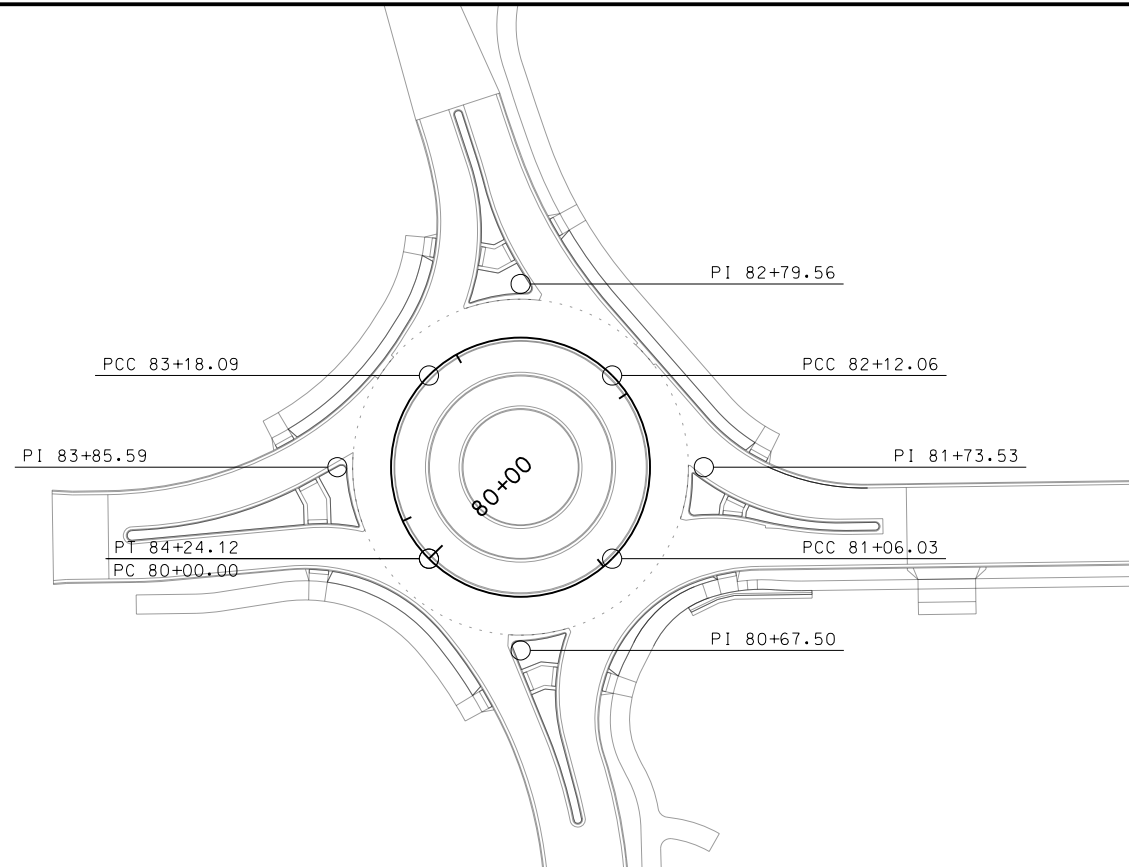 PI 82+79.56
PCC 83+18.09
PCC 82+12.06
PI 83+85.59
PI 81+73.53
80+00
PT 84+24.12
PC 80+00.00
PCC 81+06.03
PI 80+67.50